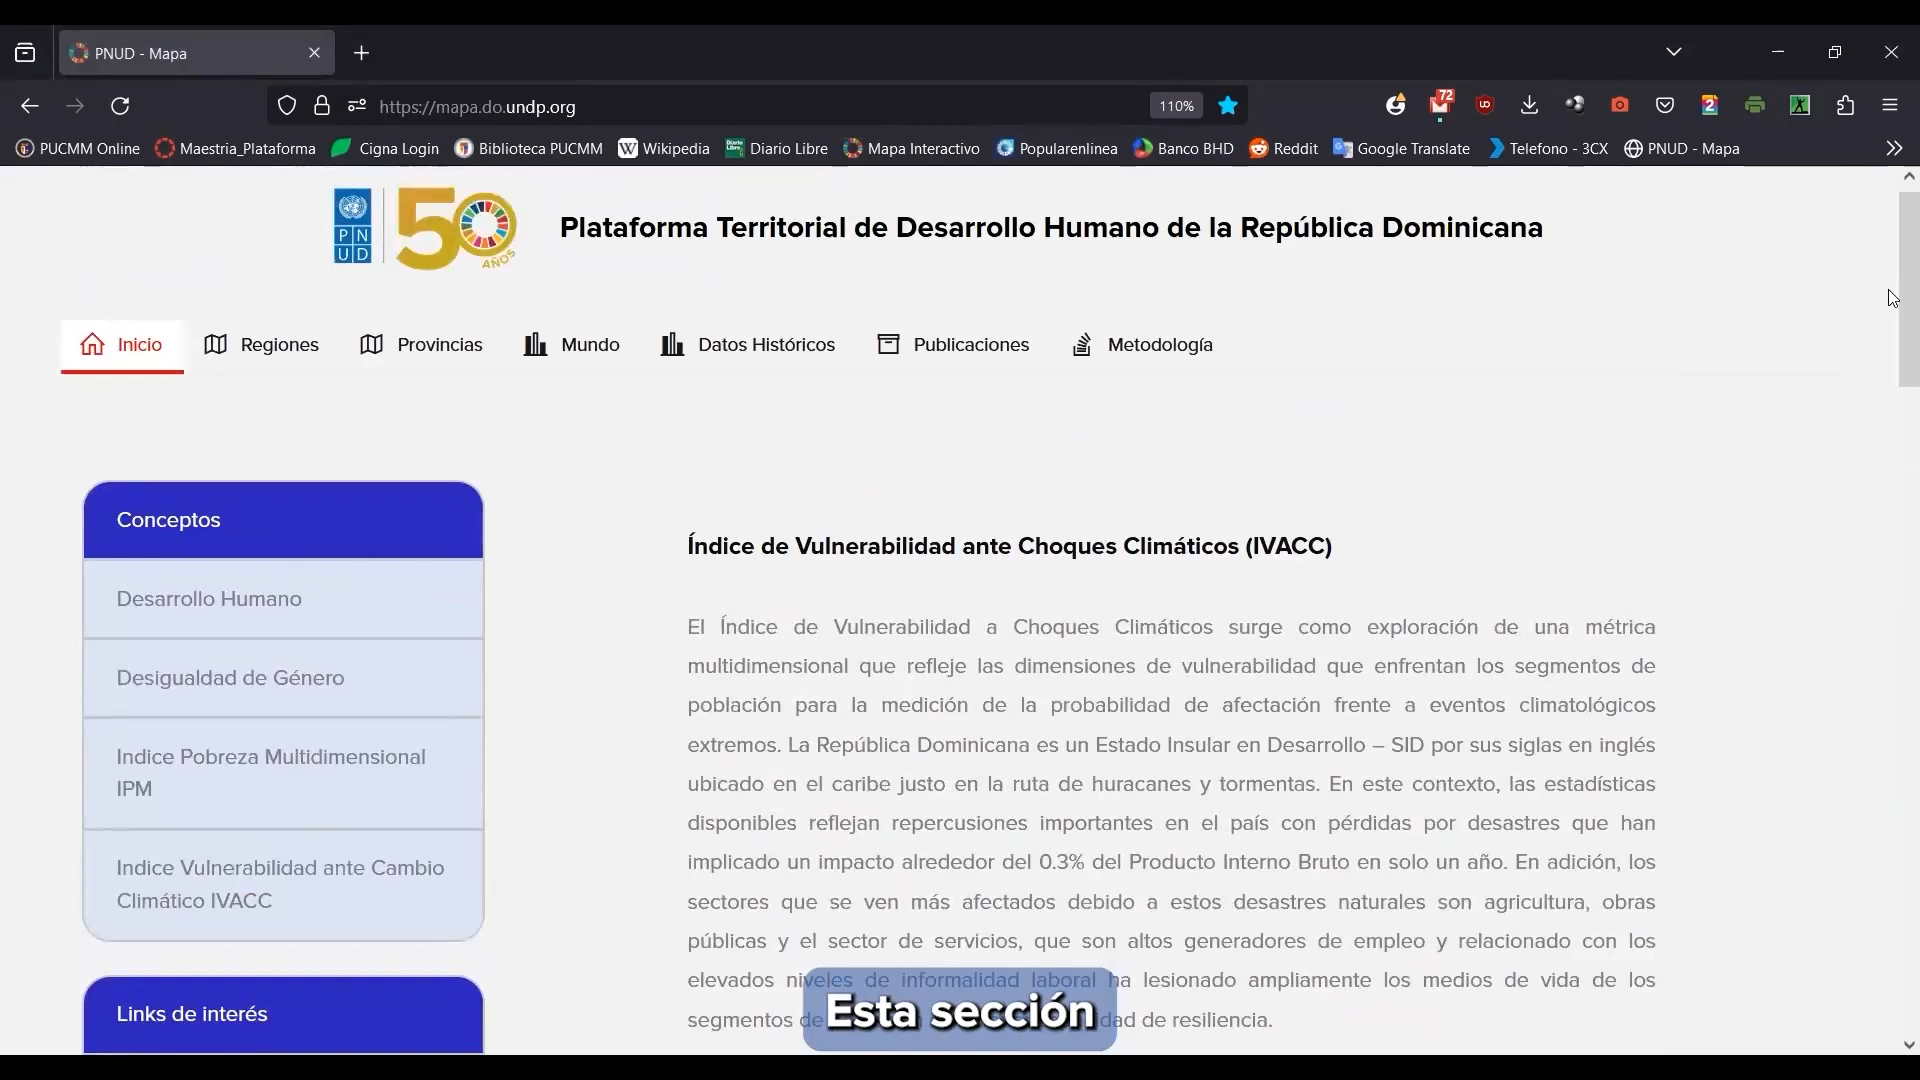 PNUD - Mapa
https://mapa.do.undp.org
110%
72
PUCMM Online
Maestria_Plataforma
Cigna Login
Biblioteca PUCMM
Wikipedia
Diario Libre
Mapa Interactivo
Popularenlinea
Banco BHD
Reddit
Google Translate
Telefono - 3CX
PNUD - Mapa
PN
UD
50
AÑOS
Plataforma Territorial de Desarrollo Humano de la República Dominicana
Inicio
Regiones
Provincias
Mundo
Datos Históricos
Publicaciones
Metodología
Conceptos
Desarrollo Humano
Desigualdad de Género
Indice Pobreza Multidimensional
IPM
Indice Vulnerabilidad ante Cambio
Climático IVACC
Links de interés
Índice de Vulnerabilidad ante Choques Climáticos (IVACC)
El Índice de Vulnerabilidad a Choques Climáticos surge como exploración de una métrica
multidimensional que refleje las dimensiones de vulnerabilidad que enfrentan los segmentos de
población para la medición de la probabilidad de afectación frente a eventos climatológicos
extremos. La República Dominicana es un Estado Insular en Desarrollo – SID por sus siglas en inglés
ubicado en el caribe justo en la ruta de huracanes y tormentas. En este contexto, las estadísticas
disponibles reflejan repercusiones importantes en el país con pérdidas por desastres que han
implicado un impacto alrededor del 0.3% del Producto Interno Bruto en solo un año. En adición, los
sectores que se ven más afectados debido a estos desastres naturales son agricultura, obras
públicas y el sector de servicios, que son altos generadores de empleo y relacionado con los
elevados niveles de informalidad laboral ha lesionado ampliamente los medios de vida de los
segmentos de resiliencia.
Esta sección